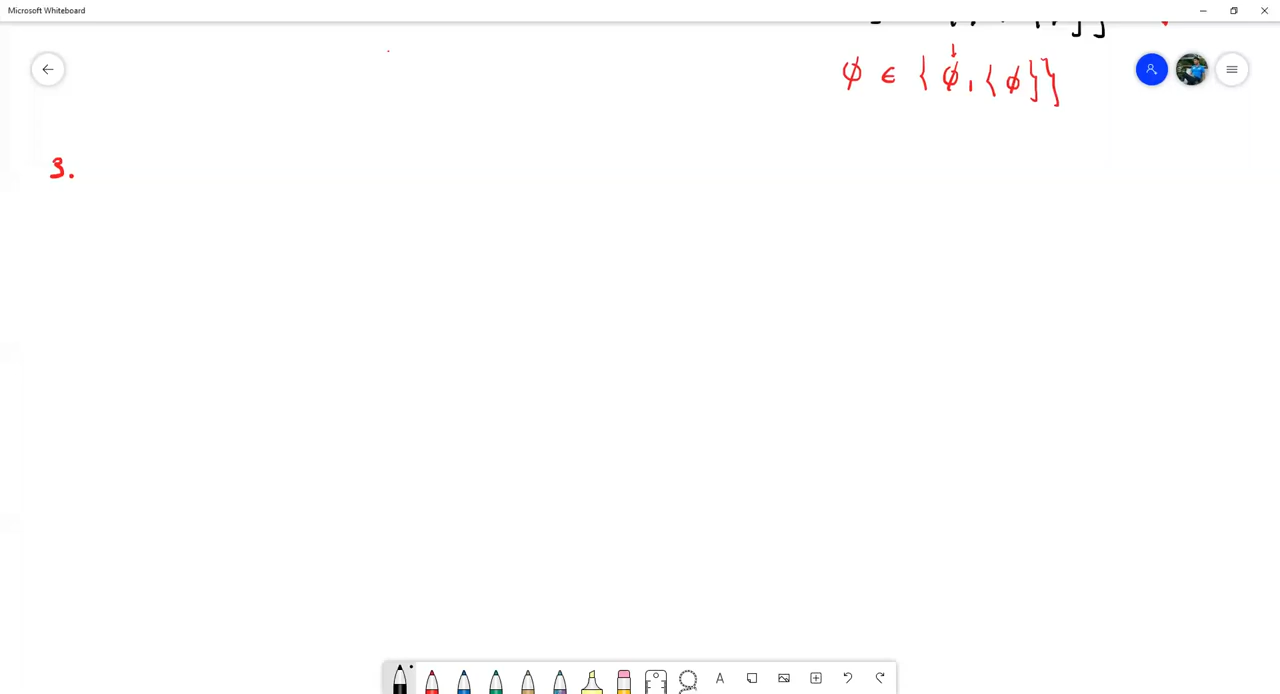 Microsoft Whiteboard
ϕ ∈ {ϕ, {ϕ}}
3.
A